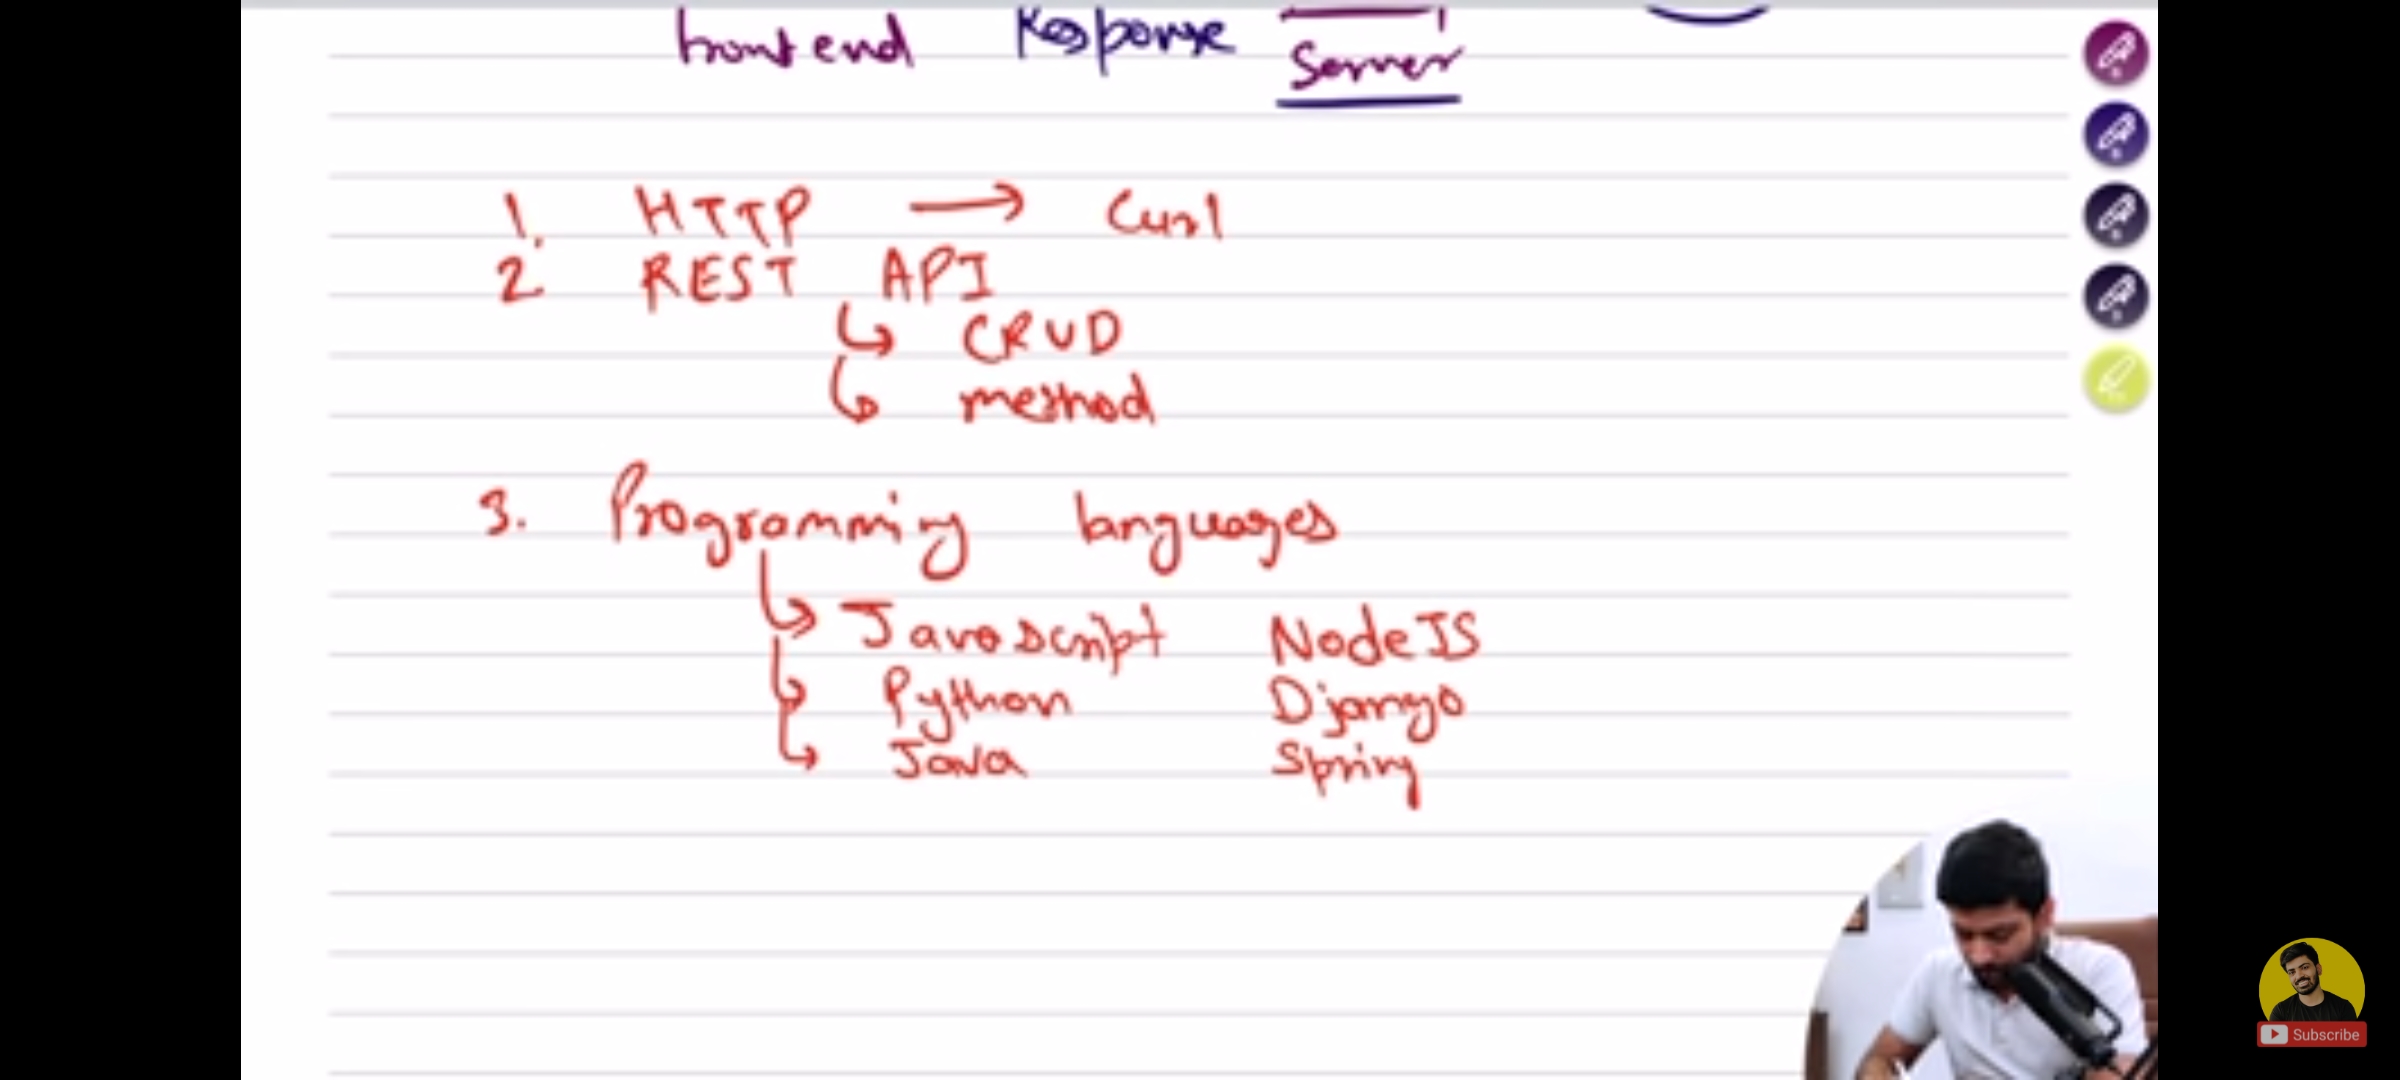 frontend Response Server
1. HTTP → Curl
2 REST API
↳ CRUD
↳ method
3. Programming languages
↳ Javascript NodeJS
↳ Python Django
↳ Java Spring
Subscribe